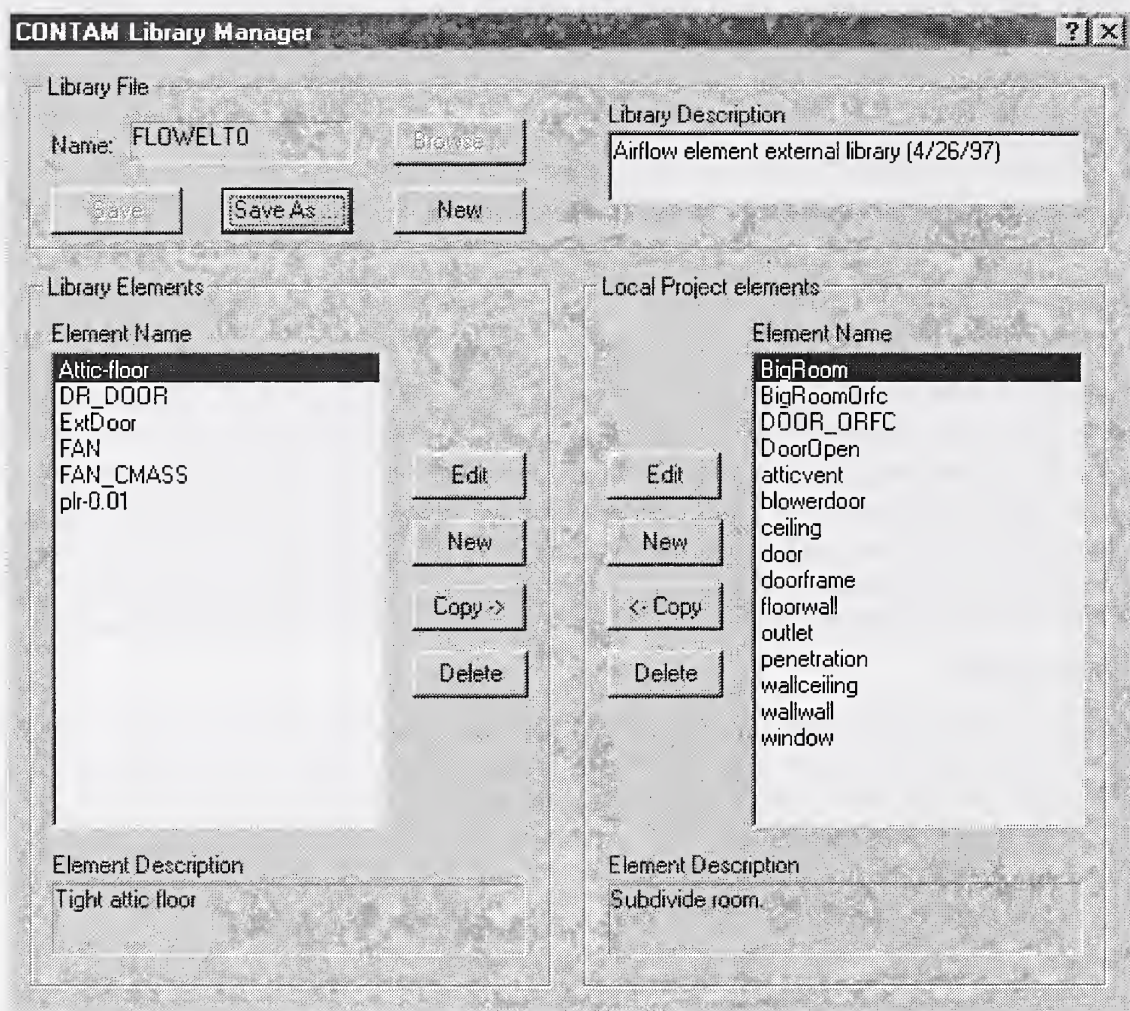 CONTAM Library Manager ? ×
Library File
Name: FLOWELT0
Browse...
Save
Save As ...
New
Library Description
Airflow element external library (4/26/97)
Library Elements
Element Name
Attic-floor
DR_DOOR
ExtDoor
FAN
FAN_CMASS
plr-0.01
Edit
New
Copy ->
Delete
Element Description
Tight attic floor
Local Project elements
Edit
New
<- Copy
Delete
Element Name
BigRoom
BigRoomOrfc
DOOR_ORFC
DoorOpen
atticvent
blowerdoor
ceiling
door
doorframe
floorwall
outlet
penetration
wallceiling
wallwall
window
Element Description
Subdivide room.